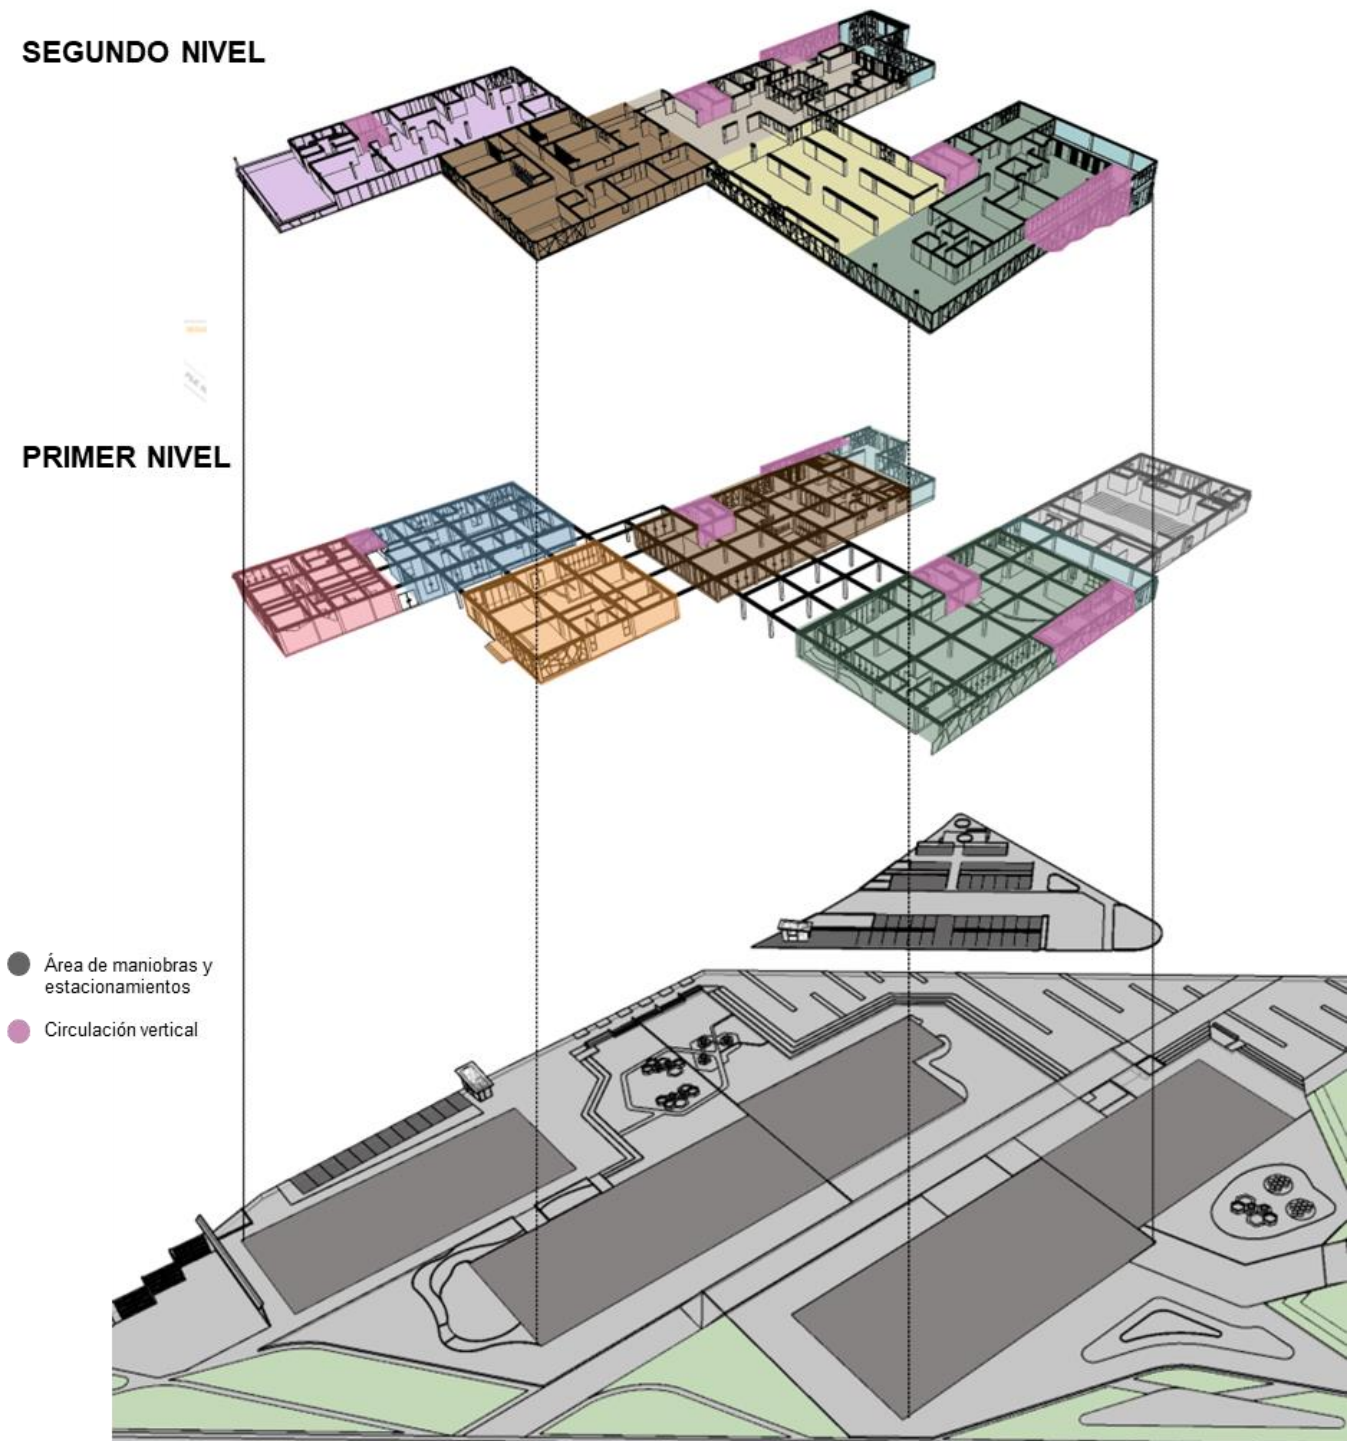 SEGUNDO NIVEL
PRIMER NIVEL
Área de maniobras y
estacionamientos
Circulación vertical